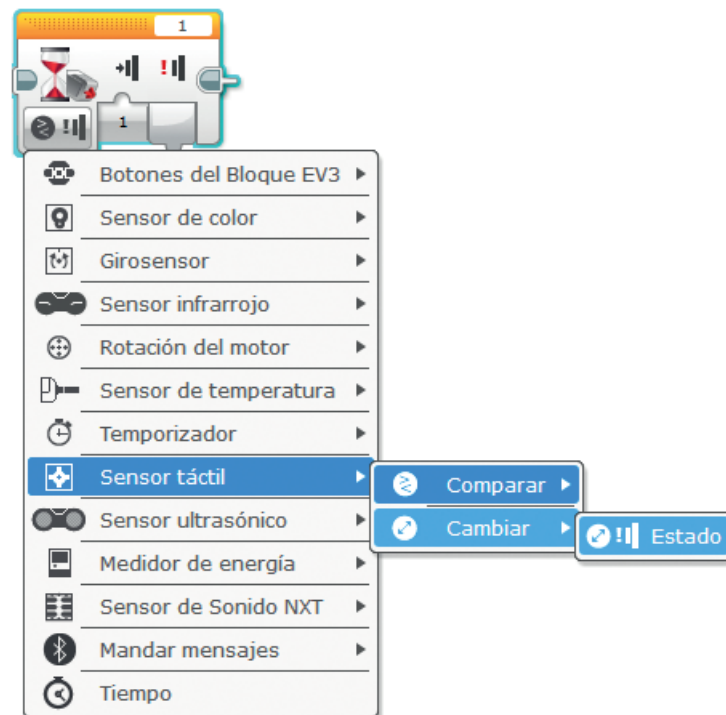 1
1
Botones del Bloque EV3
Sensor de color
Girosensor
Sensor infrarrojo
Rotación del motor
Sensor de temperatura
Temporizador
Sensor táctil
Comparar
Sensor ultrasónico
Cambiar
Estado
Medidor de energía
Sensor de Sonido NXT
Mandar mensajes
Tiempo